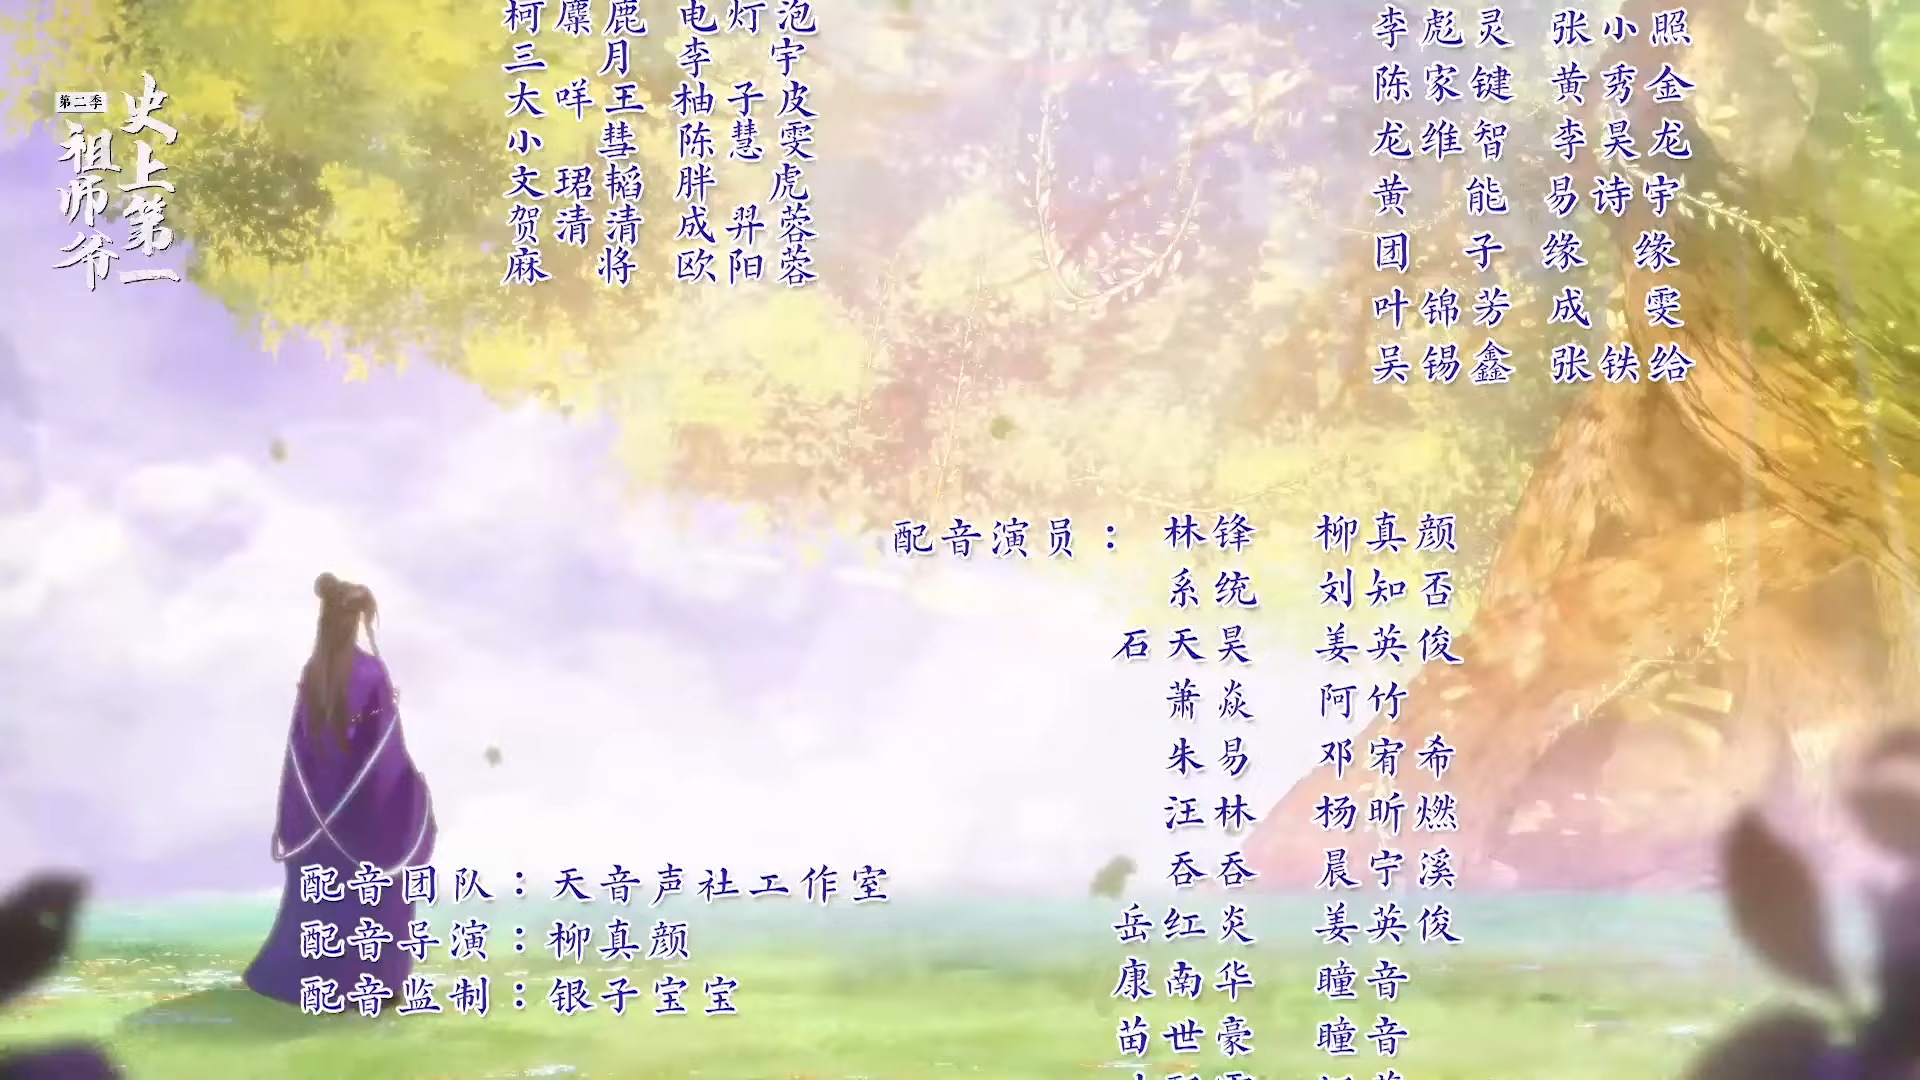 第二季
史上第一
祖师爷
柯麋鹿 电灯泡
三月 李宇
大咩王 柚子皮
小彗 陈慧雯
文珺韬 胖虎
贺清清 成羿蓉
麻将 欧阳蓉
李彪灵 张小照
陈家键 黄秀金
龙维智 李昊龙
黄能 易诗宇
团子 缘缘
叶锦芳 成雯
吴锡鑫 张铁给
配音演员： 林锋 柳真颜
系统 刘知否
石天昊 姜英俊
萧焱 阿竹
朱易 邓宥希
汪林 杨昕燃
吞吞 晨宁溪
岳红炎 姜英俊
康南华 瞳音
苗世豪 瞳音
配音团队：天音声社工作室
配音导演：柳真颜
配音监制：银子宝宝